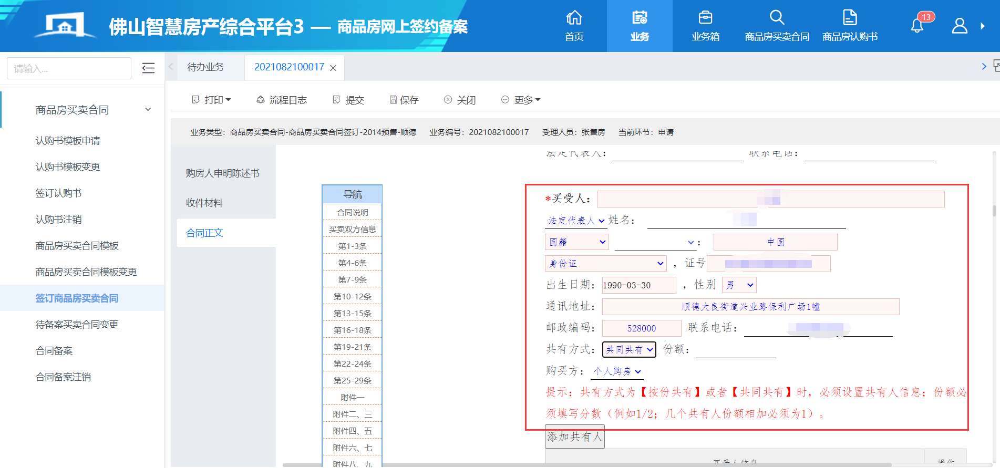 佛山智慧房产综合平台3 — 商品房网上签约备案
首页
业务
业务箱
商品房买卖合同
商品房认购书
13
请输入...
待办业务
2021082100017
打印
流程日志
提交
保存
关闭
更多
业务类型：商品房买卖合同-商品房买卖合同签订-2014预售-顺德 业务编号：2021082100017 受理人员：张售房 当前环节：申请
商品房买卖合同
认购书模板申请
认购书模板变更
签订认购书
认购书注销
商品房买卖合同模板
商品房买卖合同模板变更
签订商品房买卖合同
待备案买卖合同变更
合同备案
合同备案注销
购房人申明陈述书
收件材料
合同正文
导航
合同说明
买卖双方信息
第1-3条
第4-6条
第7-9条
第10-12条
第13-15条
第16-18条
第19-21条
第22-24条
第25-29条
附件一
附件二、三
附件四、五
附件六、七
附件八、九
法定代表人： 联系电话：
*买受人：
法定代表人 姓名：
国籍 ： 中国
身份证 ，证号
出生日期：1990-03-30 ，性别 男
通讯地址：顺德大良街道兴业路保利广场1幢
邮政编码：528000 联系电话：
共有方式：共同共有 份额：
购买方：个人购房
提示：共有方式为【按份共有】或者【共同共有】时，必须设置共有人信息；份额必
须填写分数（例如1/2；几个共有人份额相加必须为1）。
添加共有人
买受人信息 操作